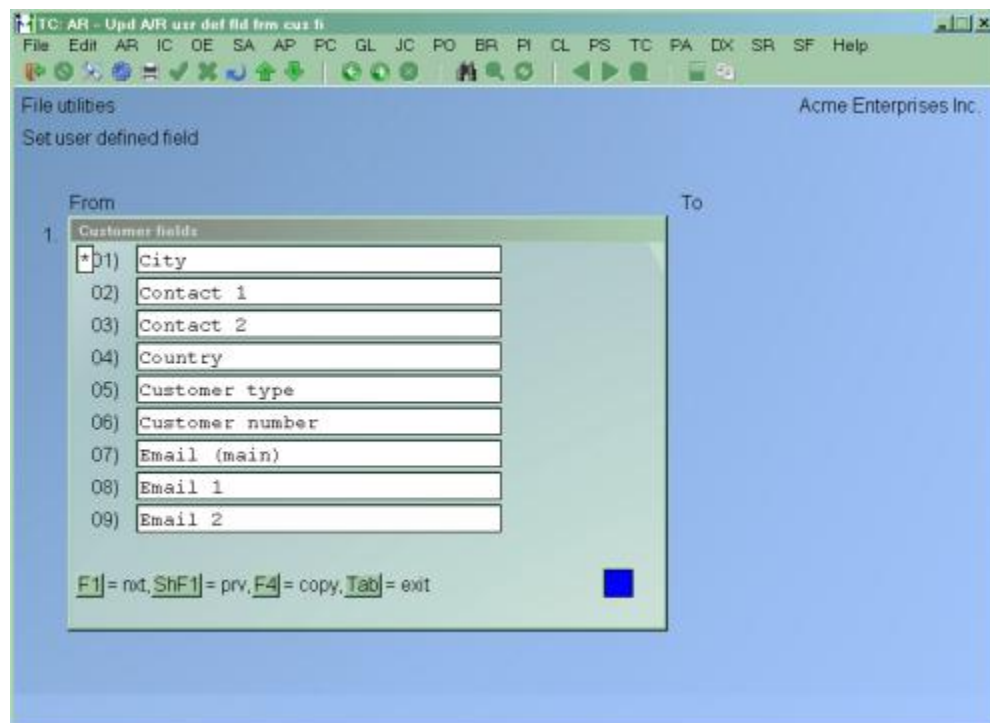 TC: AR - Upd A/R usr def fld frm cus fi
File Edit AR IC OE SA AP PC GL JC PO BR PI CL PS TC PA DX SR SF Help
File utilities Acme Enterprises Inc.
Set user defined field
From To
1. Customer fields
*01) City
02) Contact 1
03) Contact 2
04) Country
05) Customer type
06) Customer number
07) Email (main)
08) Email 1
09) Email 2
F1 = nxt, ShF1 = prv, F4 = copy, Tab = exit